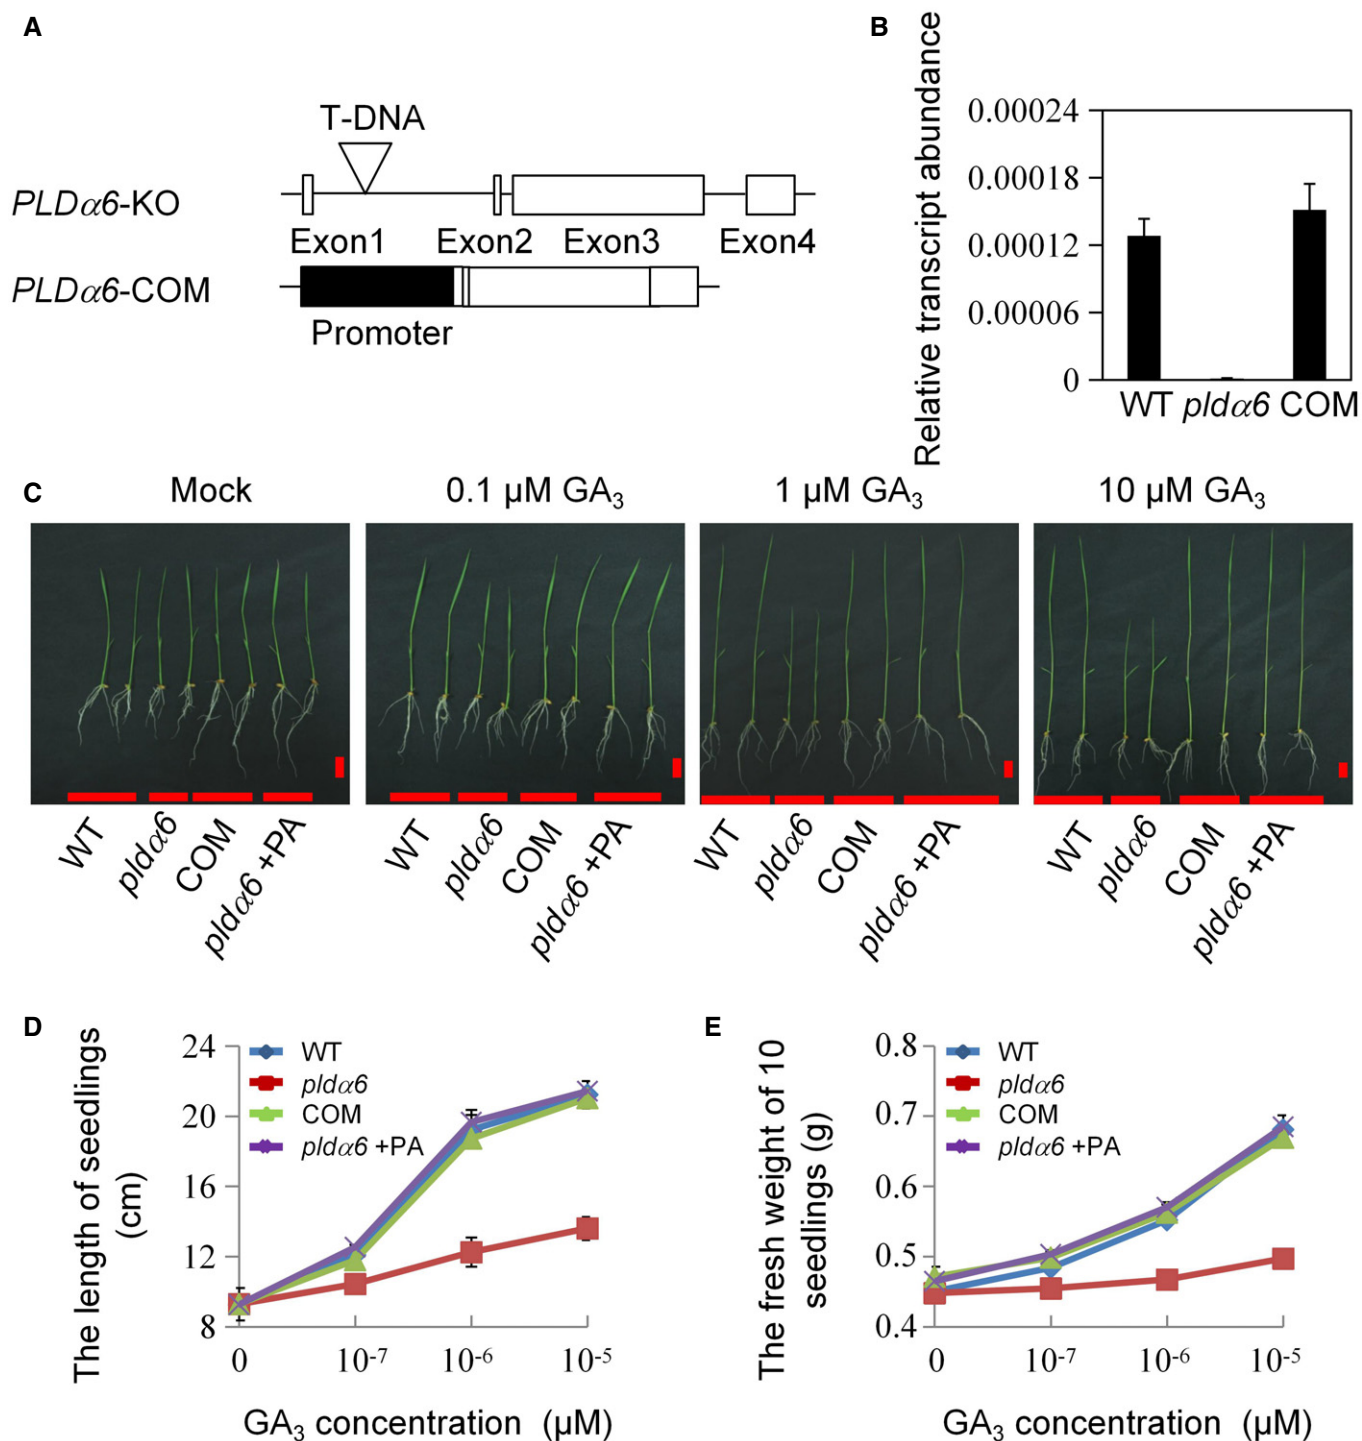 A
T-DNA
PLDα6-KO
Exon1 Exon2 Exon3 Exon4
PLDα6-COM
Promoter
B
Relative transcript abundance
0.00024
0.00018
0.00012
0.00006
0
WT pldα6 COM
C
Mock 0.1 µM GA3 1 µM GA3 10 µM GA3
WT pldα6 COM pldα6 +PA WT pldα6 COM pldα6 +PA WT pldα6 COM pldα6 +PA WT pldα6 COM pldα6 +PA
D
The length of seedlings
(cm)
24
20
16
12
8
WT
pldα6
COM
pldα6 +PA
0 10-7 10-6 10-5
GA3 concentration (µM)
E
The fresh weight of 10
seedlings (g)
0.8
0.7
0.6
0.5
0.4
WT
pldα6
COM
pldα6 +PA
0 10-7 10-6 10-5
GA3 concentration (µM)